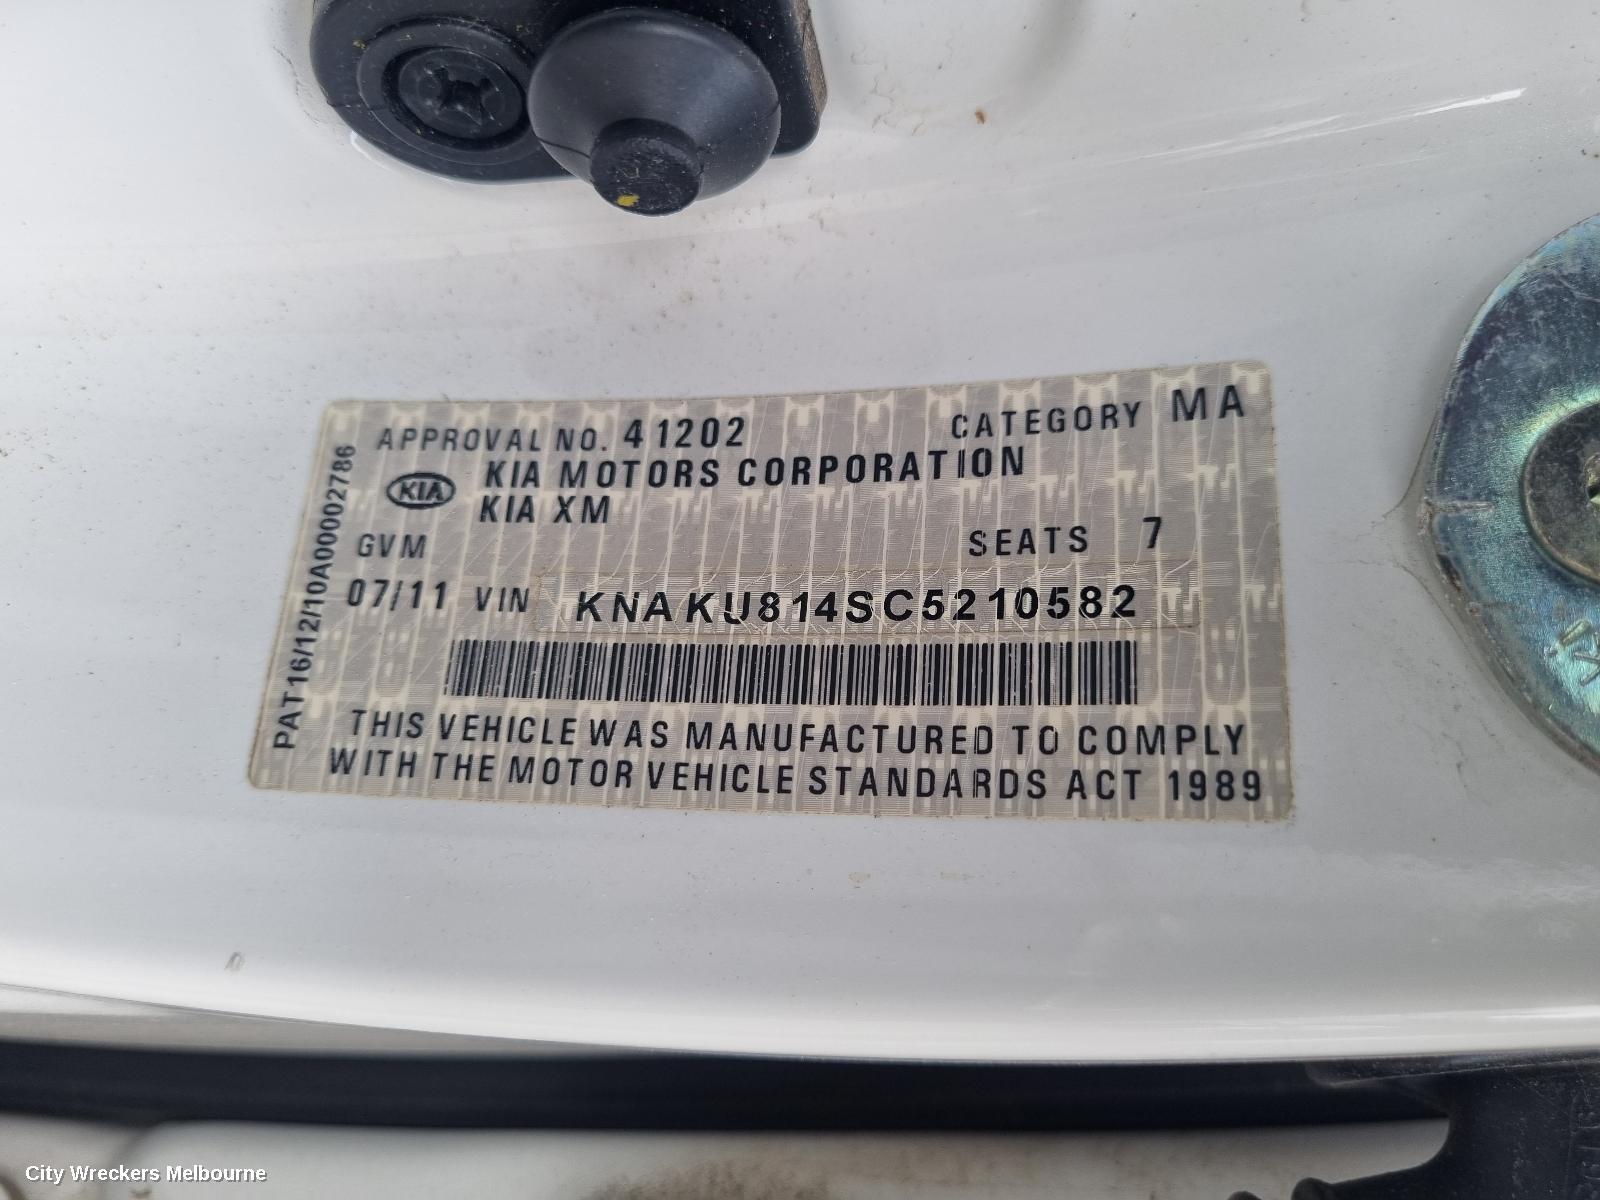 APPROVAL NO. 41202 CATEGORY MA
KIA KIA MOTORS CORPORATION
KIA XM
GVM SEATS 7
07/11 VIN KNAKU814SC5210582
THIS VEHICLE WAS MANUFACTURED TO COMPLY
WITH THE MOTOR VEHICLE STANDARDS ACT 1989
PAT16/12/10A00002786
City Wreckers Melbourne